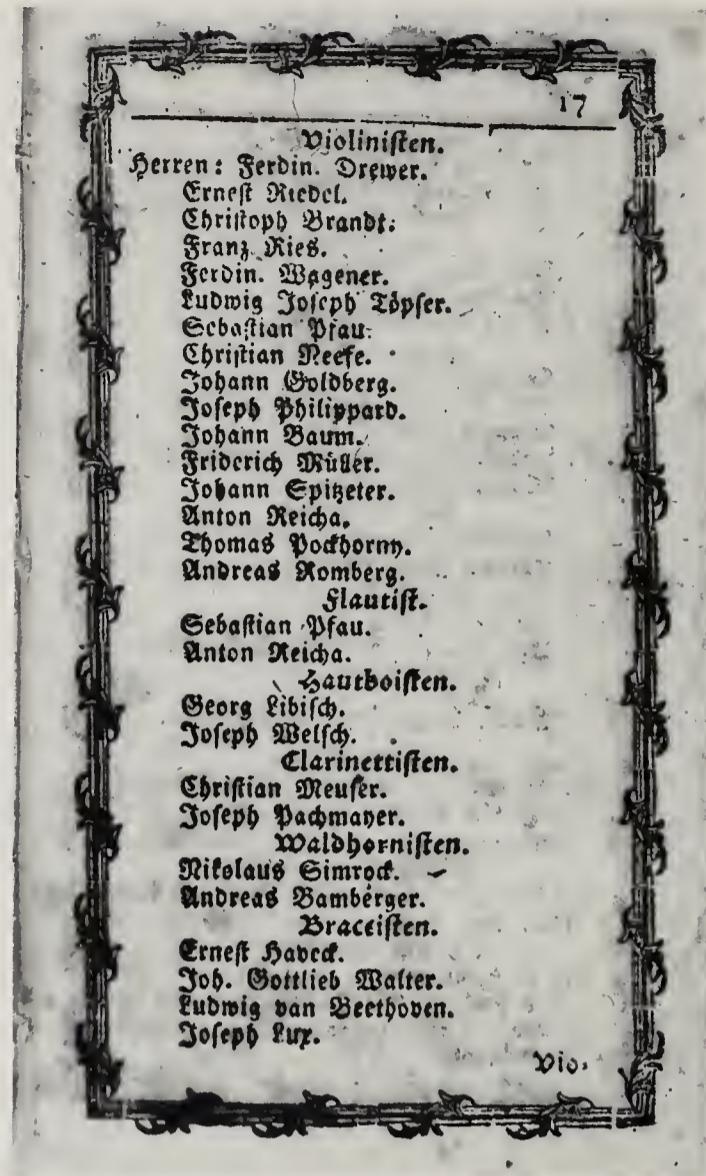 17
Violinisten.
Herren: Ferdin. Drewer.
Ernest Riedel.
Christoph Brandt.
Franz Ries.
Ferdin. Wagener.
Ludwig Joseph Töpfer.
Sebastian Pfau.
Christian Neefe.
Johann Goldberg.
Joseph Philippard.
Johann Baum.
Friderich Müller.
Johann Spitzeter.
Anton Reicha.
Thomas Pockhorny.
Andreas Romberg.
Flautist.
Sebastian Pfau.
Anton Reicha.
Hautboisten.
Georg Libisch.
Joseph Welsch.
Clarinettisten.
Christian Meuser.
Joseph Pachmayer.
Waldhornisten.
Nikolaus Simrock.
Andreas Bamberger.
Braccisten.
Ernest Haveck.
Joh. Gottlieb Walter.
Ludwig van Beethoven.
Joseph Lux.
Vio-